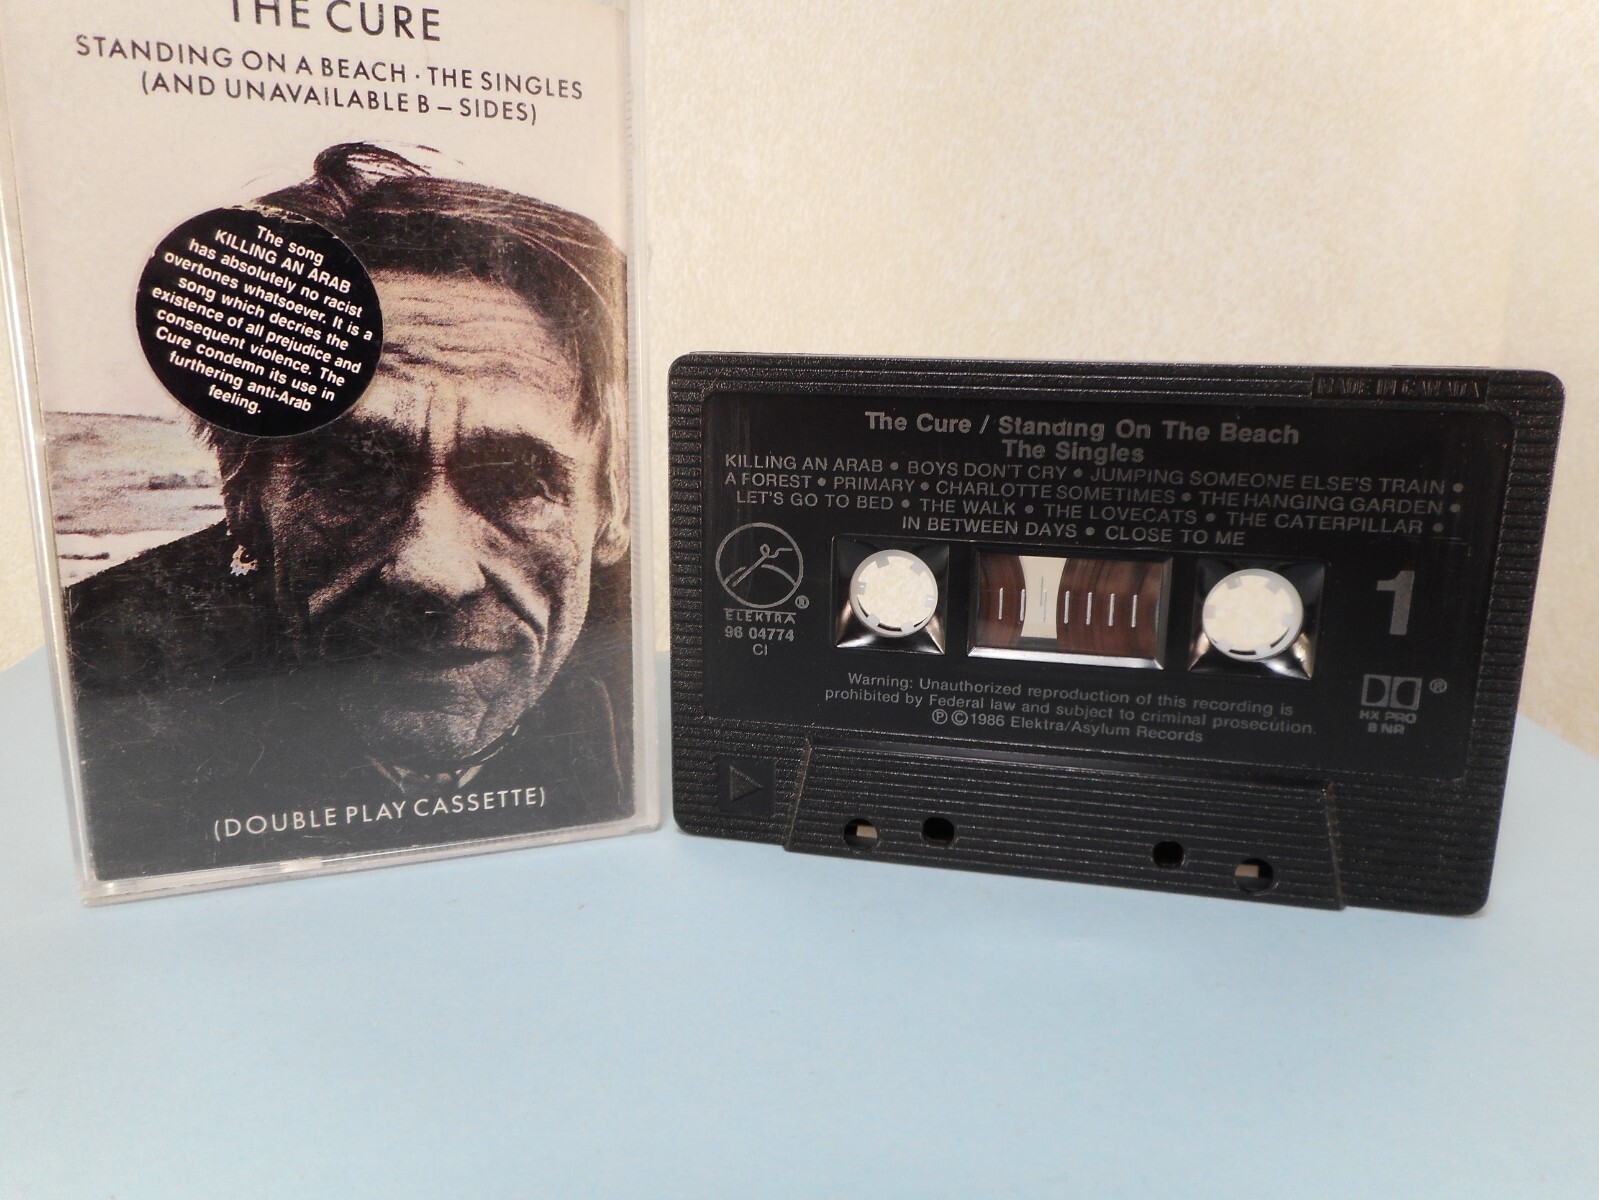 THE CURE
STANDING ON A BEACH · THE SINGLES
(AND UNAVAILABLE B – SIDES)
The song
KILLING AN ARAB
has absolutely no racist
overtones whatsoever. It is a
song which decries the
existence of all prejudice and
consequent violence. The
Cure condemn its use in
furthering anti-Arab
feeling.
(DOUBLE PLAY CASSETTE)
MADE IN CANADA
The Cure / Standing On The Beach
The Singles
KILLING AN ARAB • BOYS DON'T CRY • JUMPING SOMEONE ELSE'S TRAIN •
A FOREST • PRIMARY • CHARLOTTE SOMETIMES • THE HANGING GARDEN •
LET'S GO TO BED • THE WALK • THE LOVECATS • THE CATERPILLAR •
IN BETWEEN DAYS • CLOSE TO ME
ELEKTRA ®
96 04774
CI
1
Warning: Unauthorized reproduction of this recording is
prohibited by Federal law and subject to criminal prosecution.
℗ © 1986 Elektra/Asylum Records
®
HX PRO
B NR